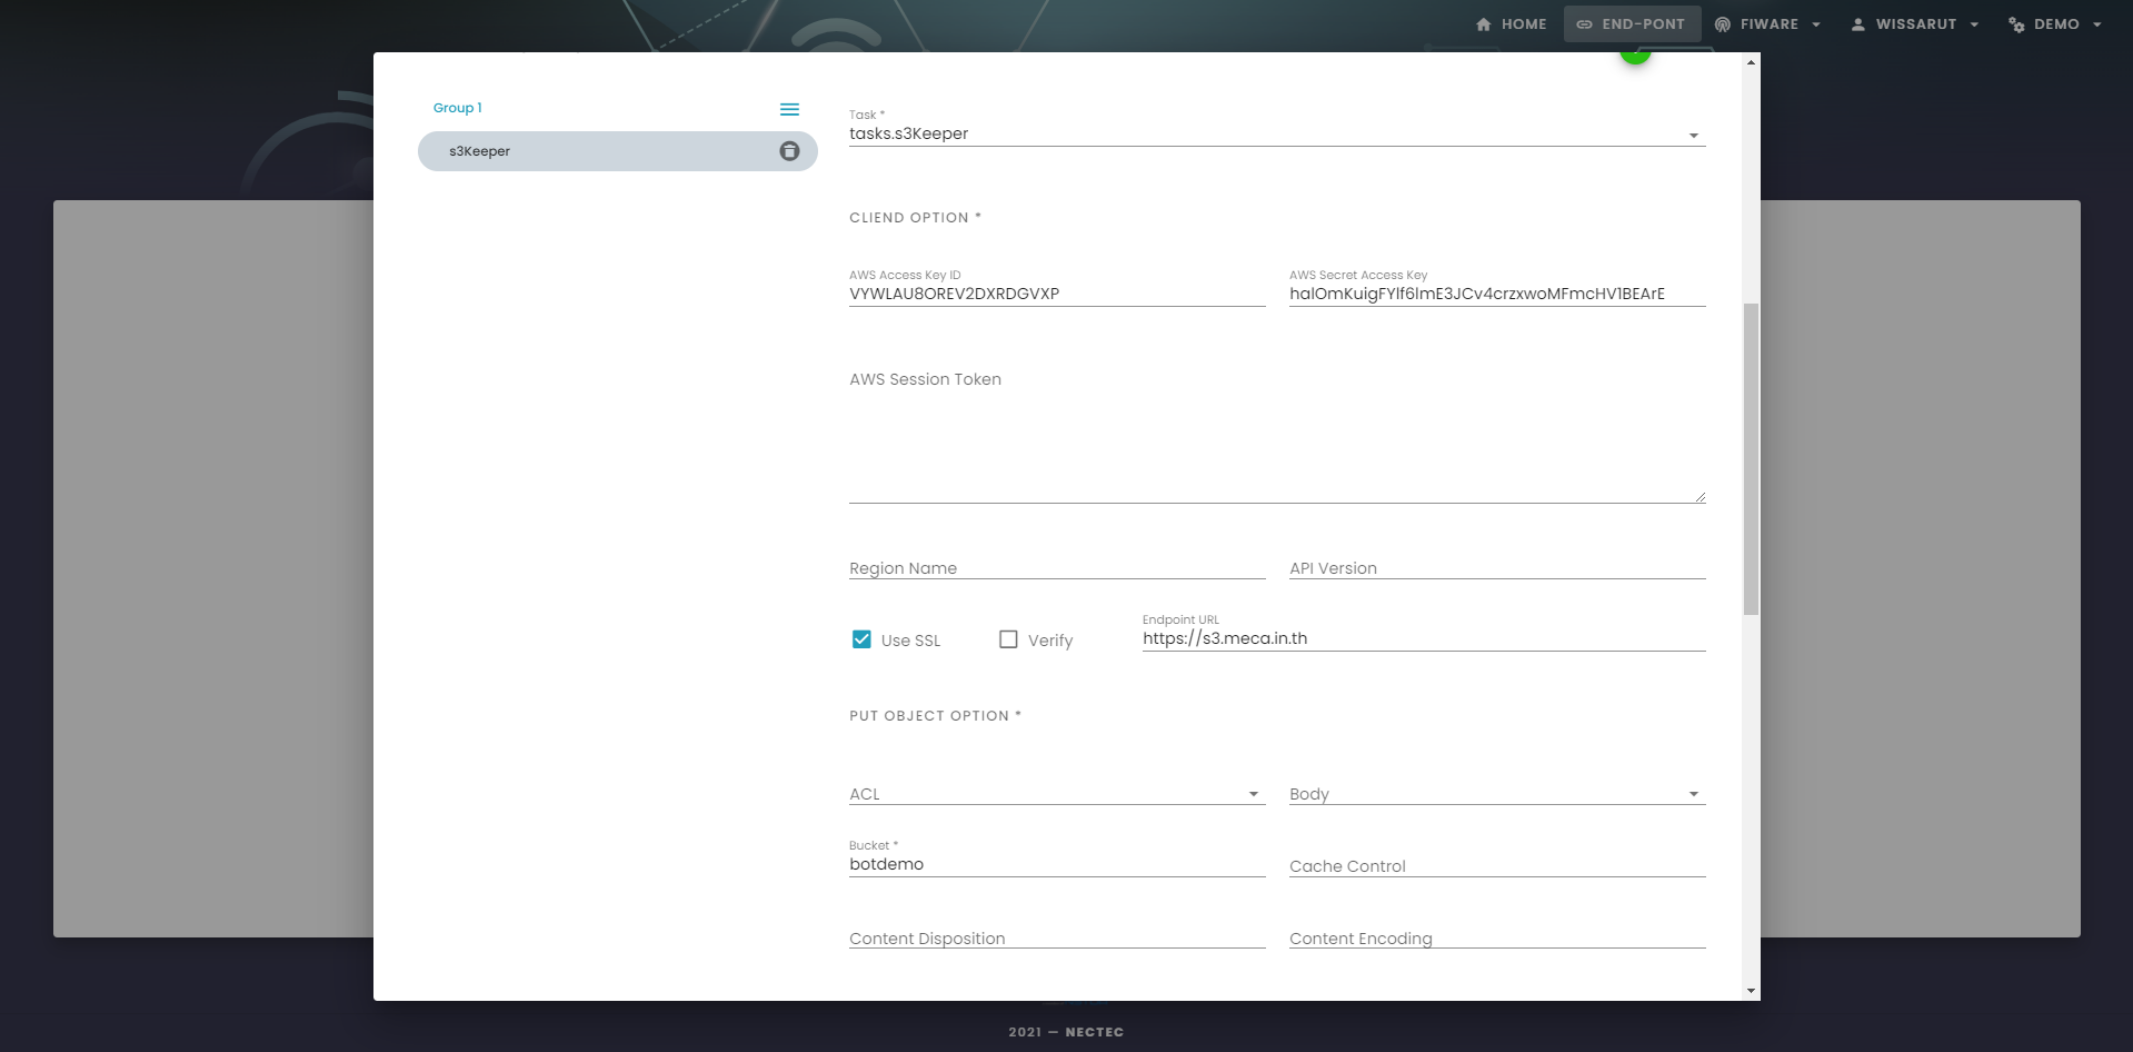 HOME
END-PONT
FIWARE
WISSARUT
DEMO
Group 1
s3Keeper
Task *
tasks.s3Keeper
CLIEND OPTION *
AWS Access Key ID
VYWLAU8OREV2DXRDGVXP
AWS Secret Access Key
halOmKuigFYlf6lmE3JCv4crzxwoMFmcHV1BEArE
AWS Session Token
Region Name
API Version
Use SSL
Verify
Endpoint URL
https://s3.meca.in.th
PUT OBJECT OPTION *
ACL
Body
Bucket *
botdemo
Cache Control
Content Disposition
Content Encoding
2021 — NECTEC